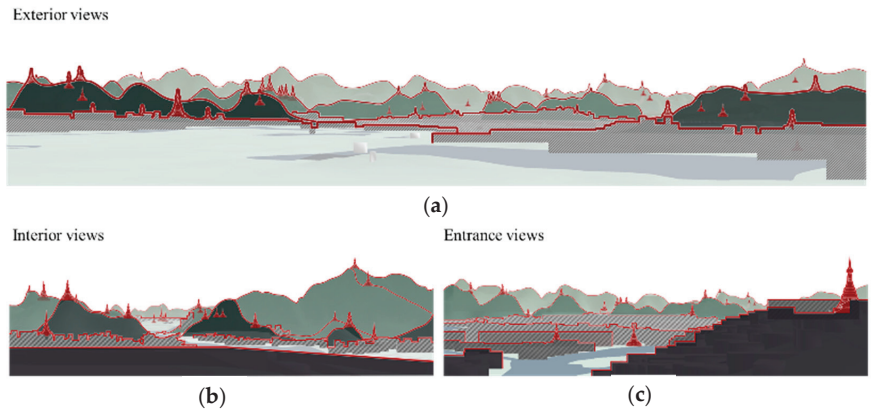 Exterior views
(a)
Interior views
Entrance views
(b)
(c)